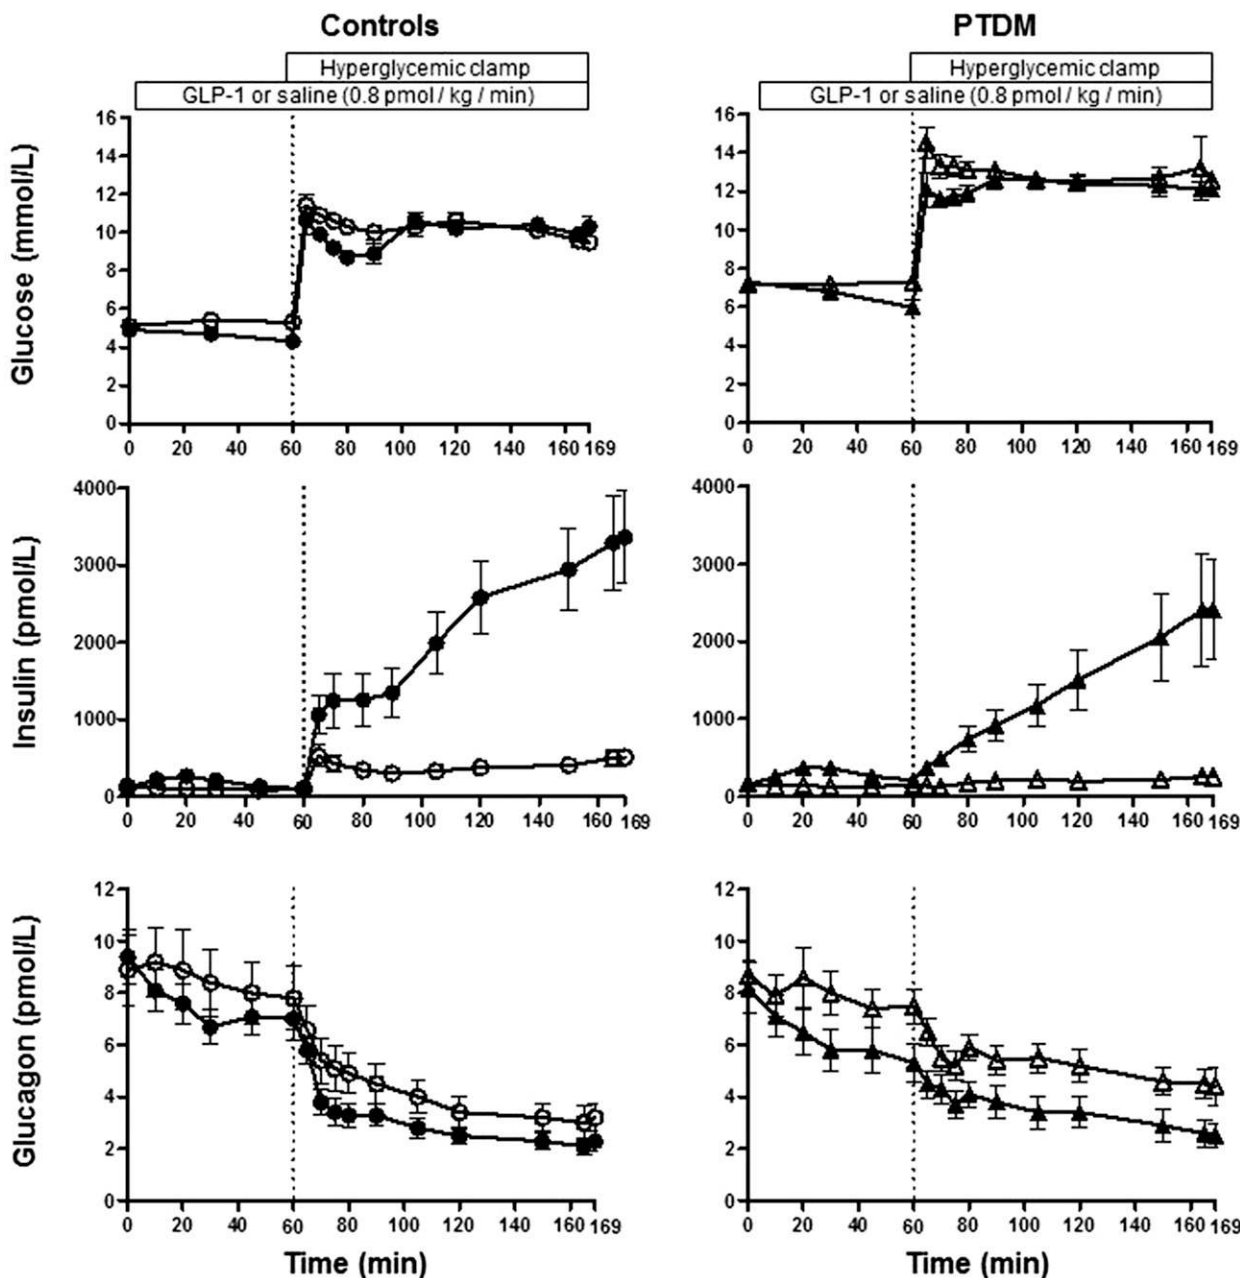 Controls
PTDM
Hyperglycemic clamp
GLP-1 or saline (0.8 pmol / kg / min)
Hyperglycemic clamp
GLP-1 or saline (0.8 pmol / kg / min)
Glucose (mmol/L)
16
14
12
10
8
6
4
2
0
0 20 40 60 80 100 120 140 160 169
16
14
12
10
8
6
4
2
0
0 20 40 60 80 100 120 140 160 169
Insulin (pmol/L)
4000
3000
2000
1000
0
0 20 40 60 80 100 120 140 160 169
4000
3000
2000
1000
0
0 20 40 60 80 100 120 140 160 169
Glucagon (pmol/L)
12
10
8
6
4
2
0
0 20 40 60 80 100 120 140 160 169
12
10
8
6
4
2
0
0 20 40 60 80 100 120 140 160 169
Time (min)
Time (min)